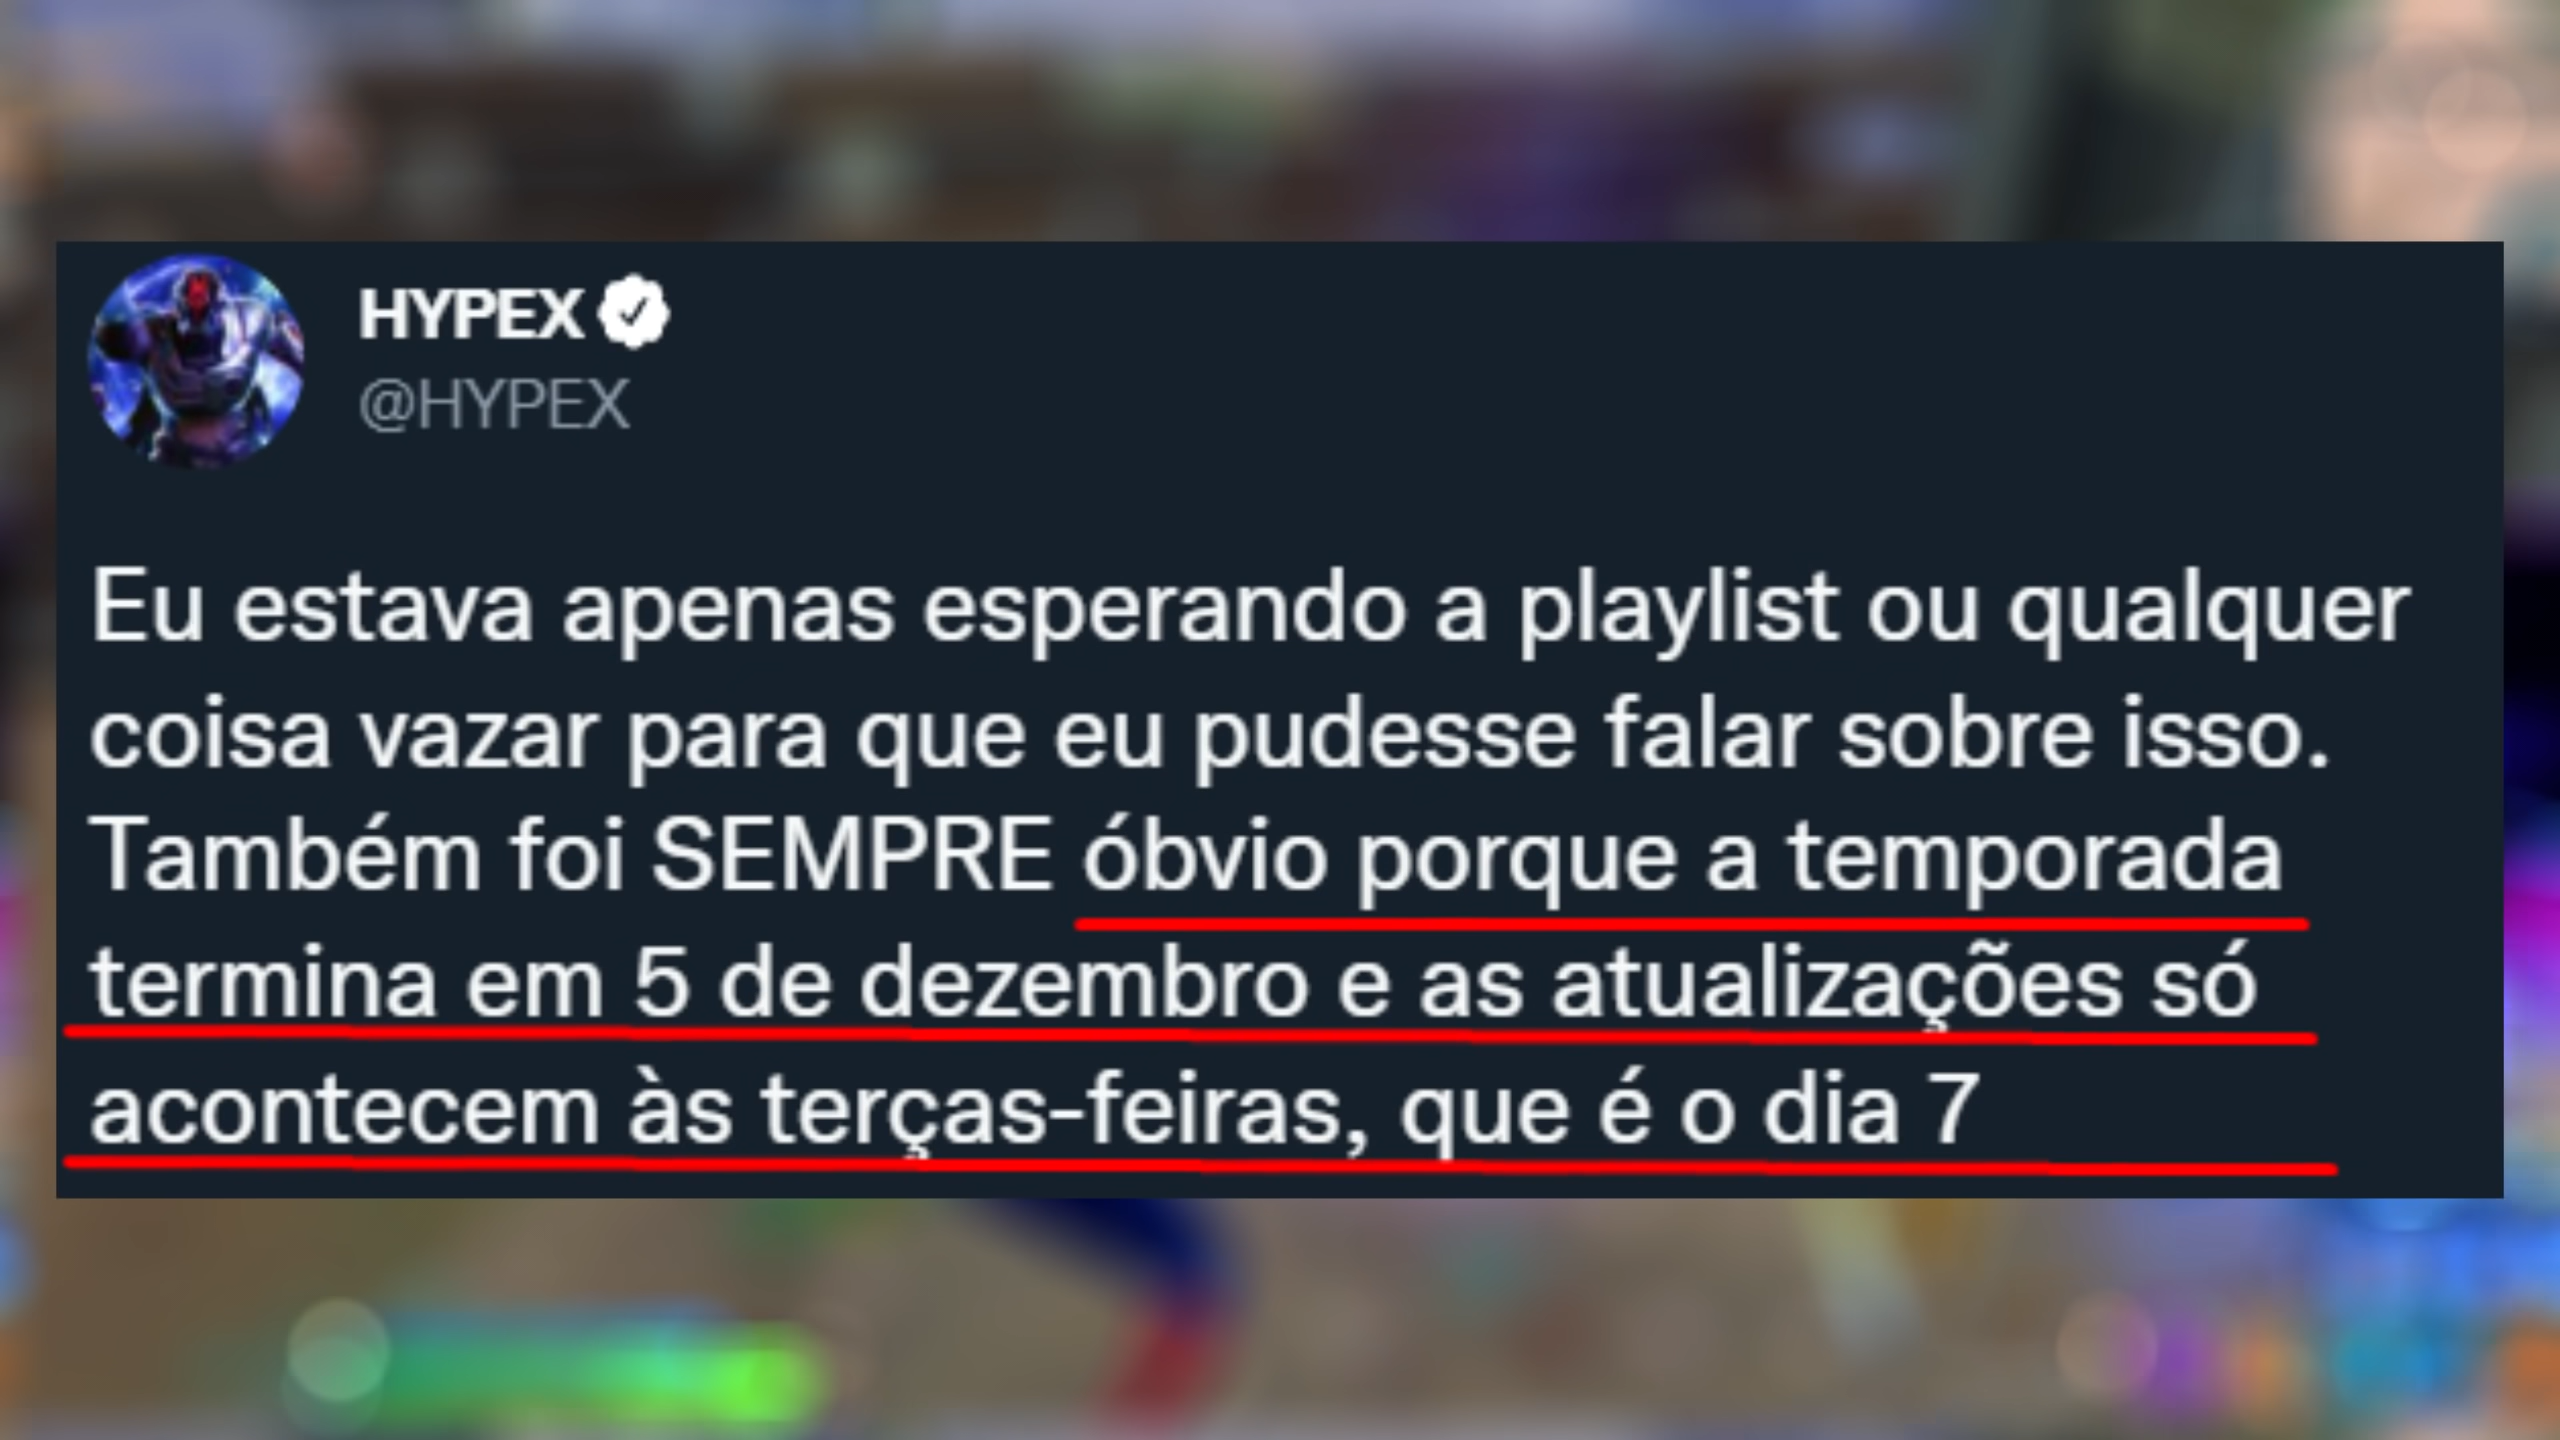 HYPEX
@HYPEX
Eu estava apenas esperando a playlist ou qualquer
coisa vazar para que eu pudesse falar sobre isso.
Também foi SEMPRE óbvio porque a temporada
termina em 5 de dezembro e as atualizações só
acontecem às terças-feiras, que é o dia 7